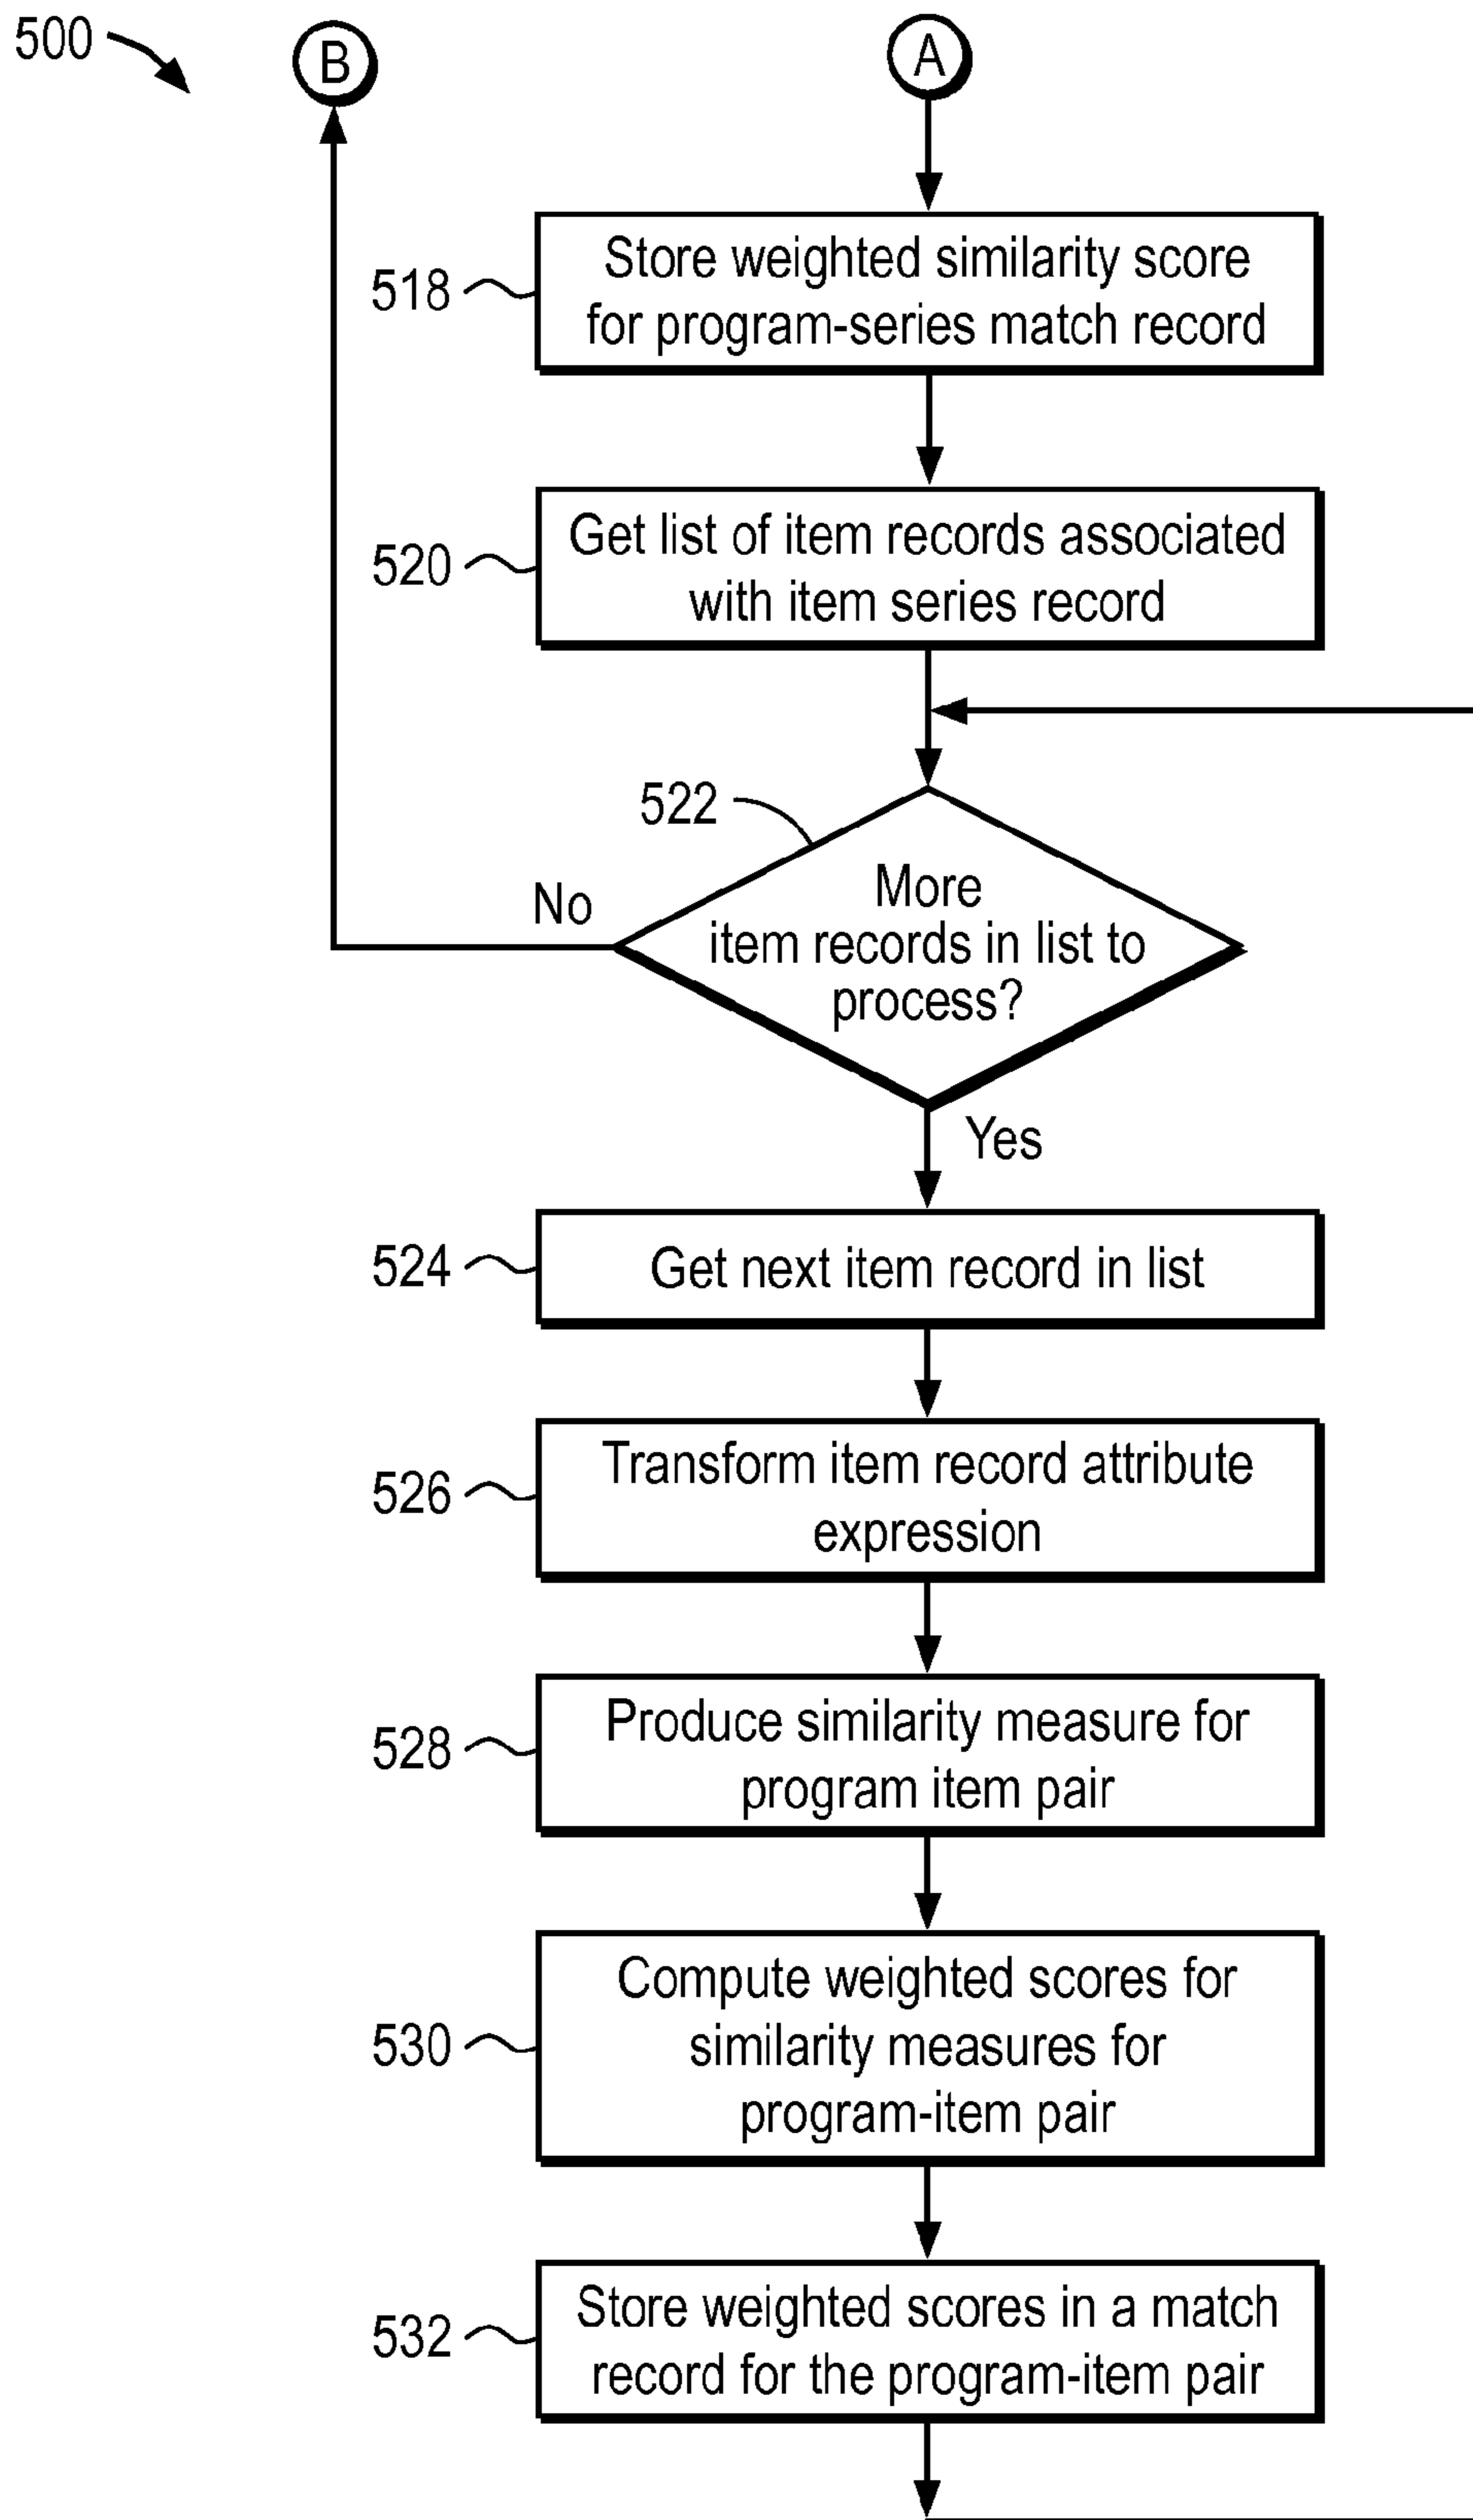 500
B
A
518
Store weighted similarity score
for program-series match record
520
Get list of item records associated
with item series record
522
More
item records in list to
process?
No
Yes
524
Get next item record in list
526
Transform item record attribute
expression
528
Produce similarity measure for
program item pair
530
Compute weighted scores for
similarity measures for
program-item pair
532
Store weighted scores in a match
record for the program-item pair